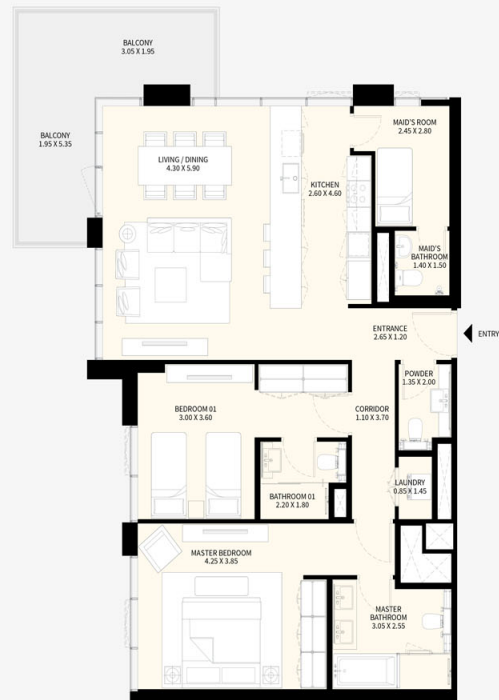 BALCONY
3.05 X 1.95
BALCONY
1.95 X 5.35
MAID'S ROOM
2.45 X 2.80
LIVING / DINING
4.30 X 5.90
KITCHEN
2.60 X 4.60
MAID'S
BATHROOM
1.40 X 1.50
ENTRANCE
2.65 X 1.20
ENTRY
POWDER
1.35 X 2.00
BEDROOM 01
3.00 X 3.60
CORRIDOR
1.10 X 3.70
LAUNDRY
0.85 X 1.45
BATHROOM 01
2.20 X 1.80
MASTER BEDROOM
4.25 X 3.85
MASTER
BATHROOM
3.05 X 2.55